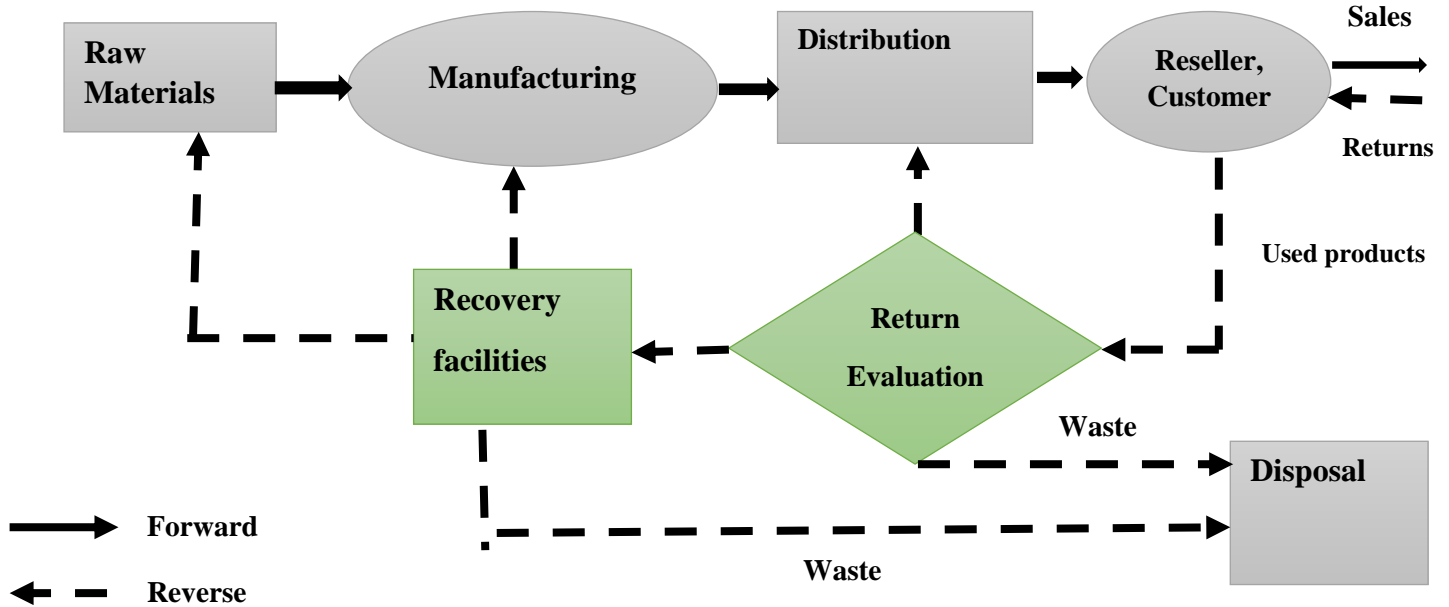 Raw
Materials
Manufacturing
Distribution
Reseller,
Customer
Sales
Returns
Used products
Recovery
facilities
Return
Evaluation
Waste
Disposal
Waste
Forward
Reverse